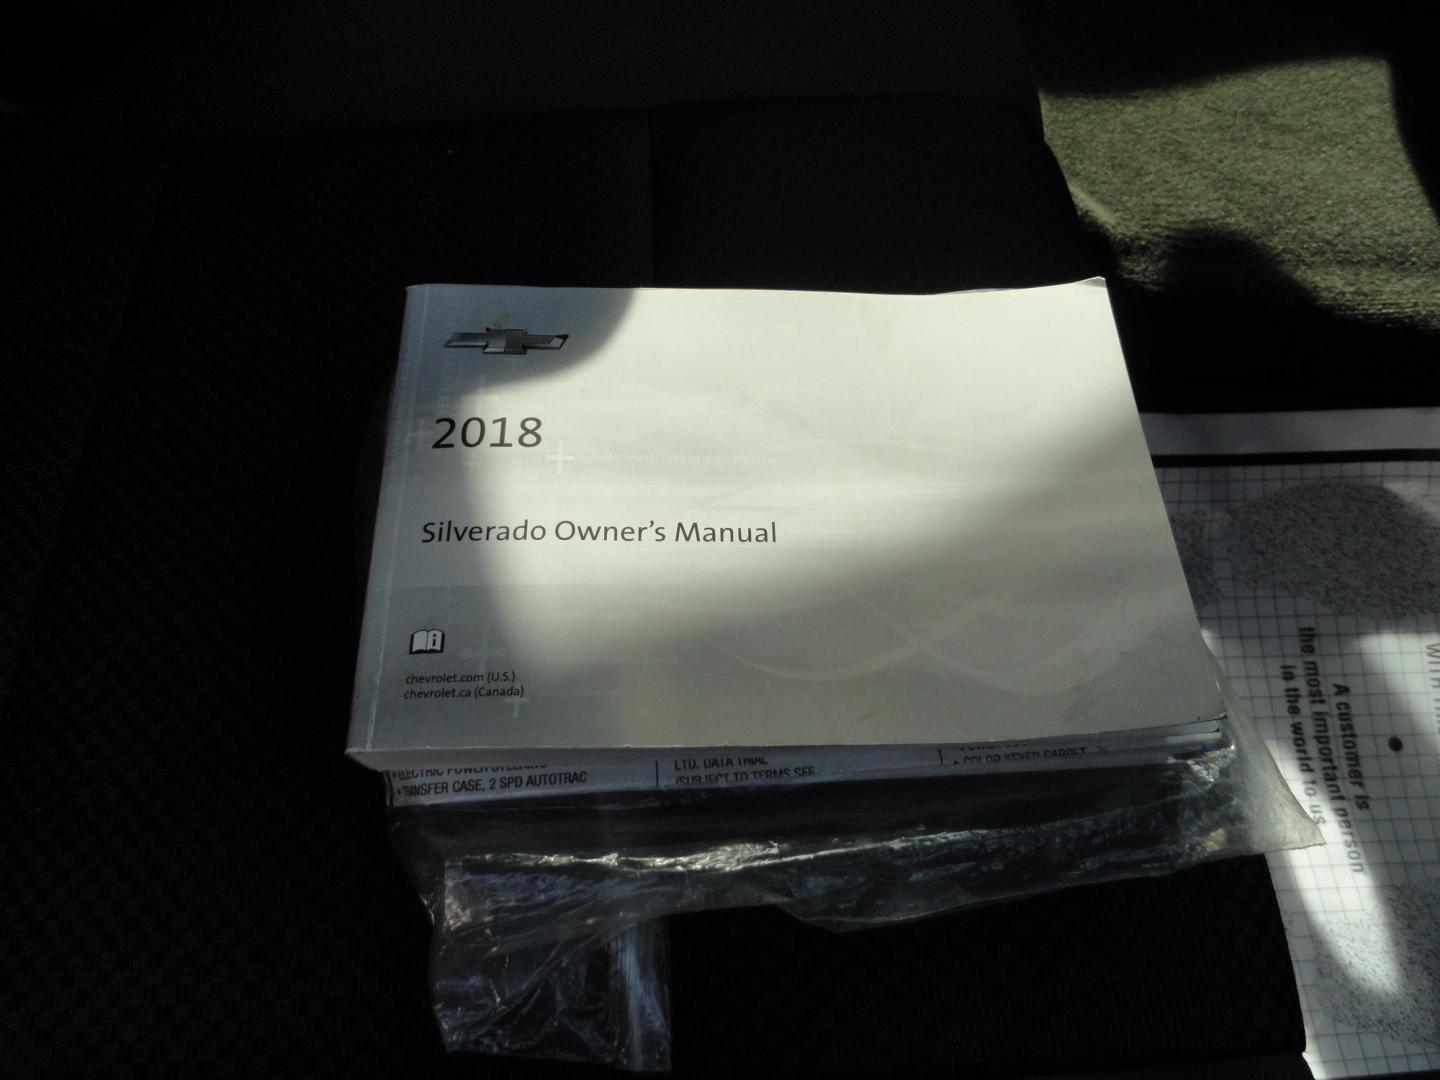 2018
Silverado Owner's Manual
i
chevrolet.com (U.S.)
chevrolet.ca (Canada)
• ELECTRIC POWER STEERING
• TRANSFER CASE, 2 SPD AUTOTRAC
LTD. DATA TRIAL
(SUBJECT TO TERMS SEE
• COLOR-KEYED CARPET
A customer is
the most important person
in the world to us
WITH